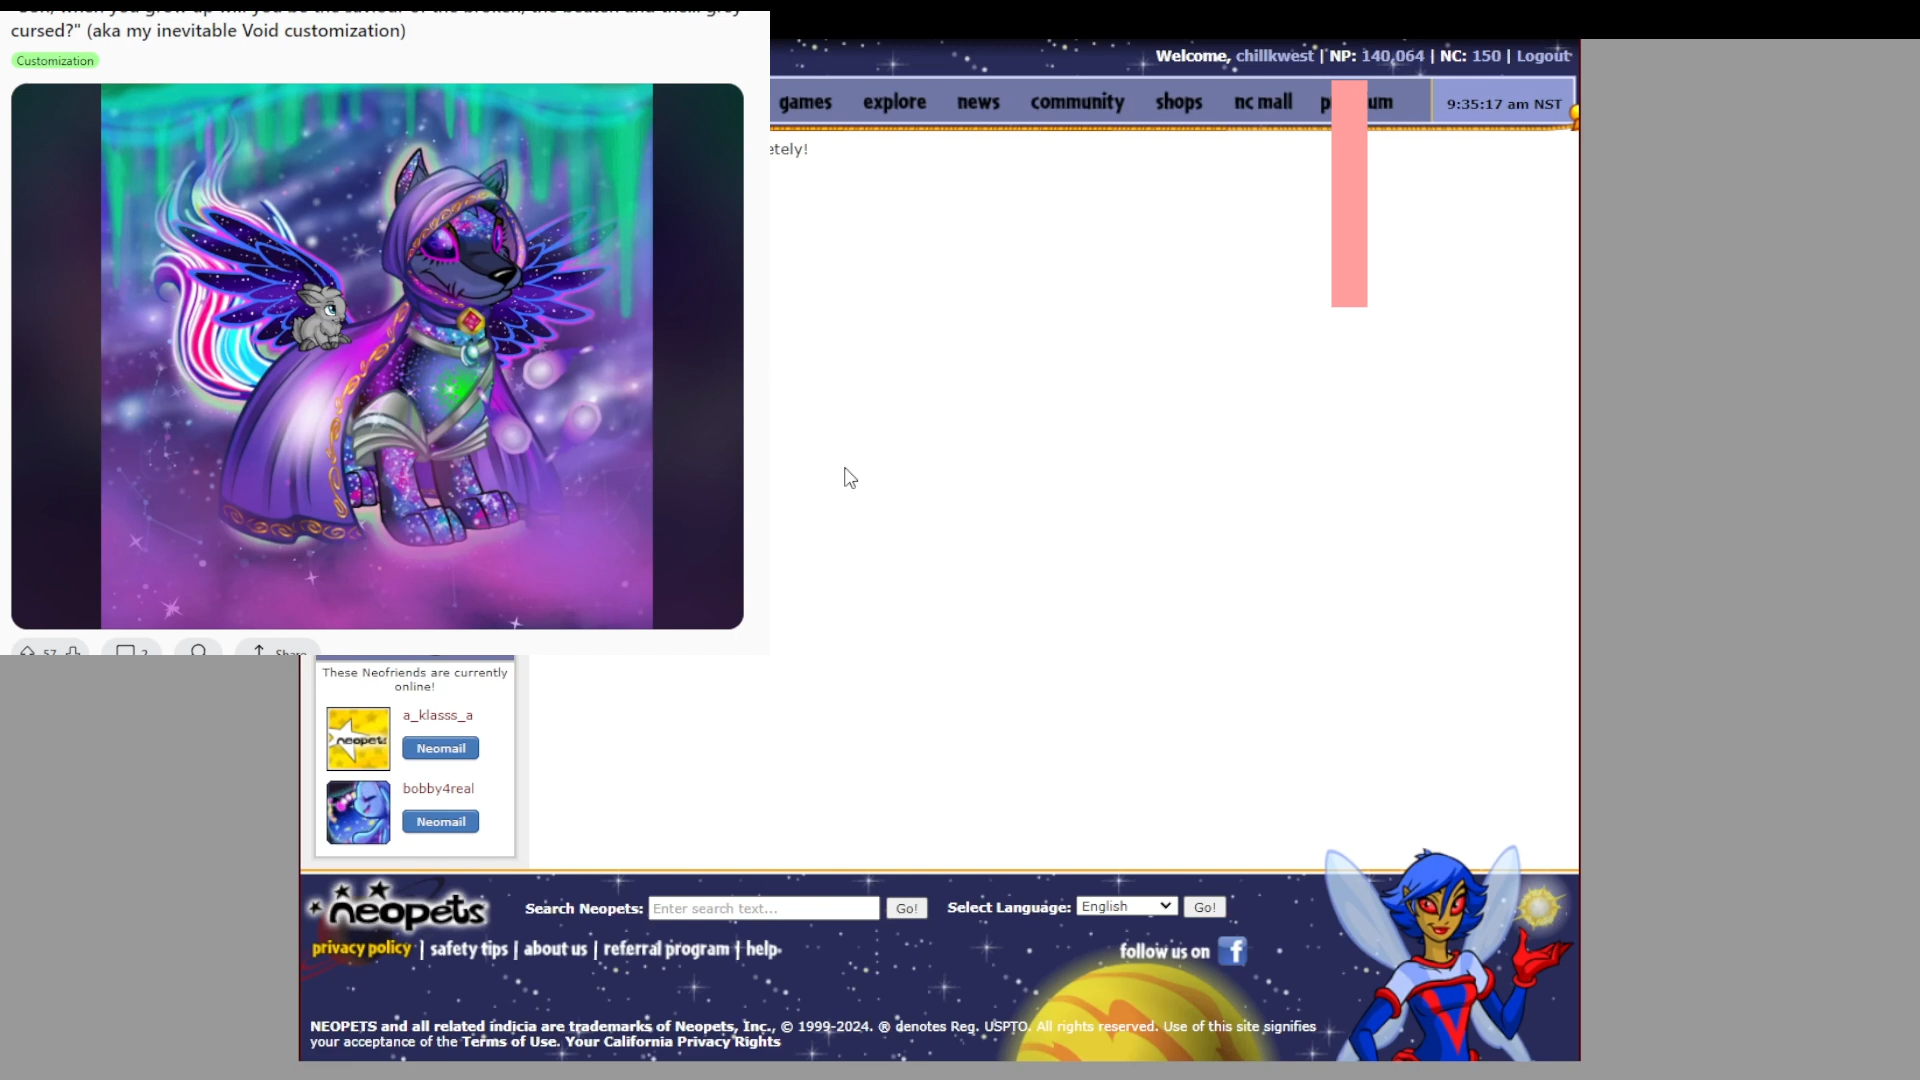 cursed?" (aka my inevitable Void customization)
Customization
Welcome, chillkwest | NP: 140,064 | NC: 150 | Logout
games explore news community shops nc mall
9:35:17 am NST
etely!
57 2 Share
These Neofriends are currently
online!
a_klasss_a
Neomail
bobby4real
Neomail
neopets
Search Neopets: Enter search text... Go! Select Language: English Go!
privacy policy | safety tips | about us | referral program | help
follow us on f
NEOPETS and all related indicia are trademarks of Neopets, Inc., © 1999-2024. ® denotes Reg. USPTO. All rights reserved. Use of this site signifies
your acceptance of the Terms of Use. Your California Privacy Rights